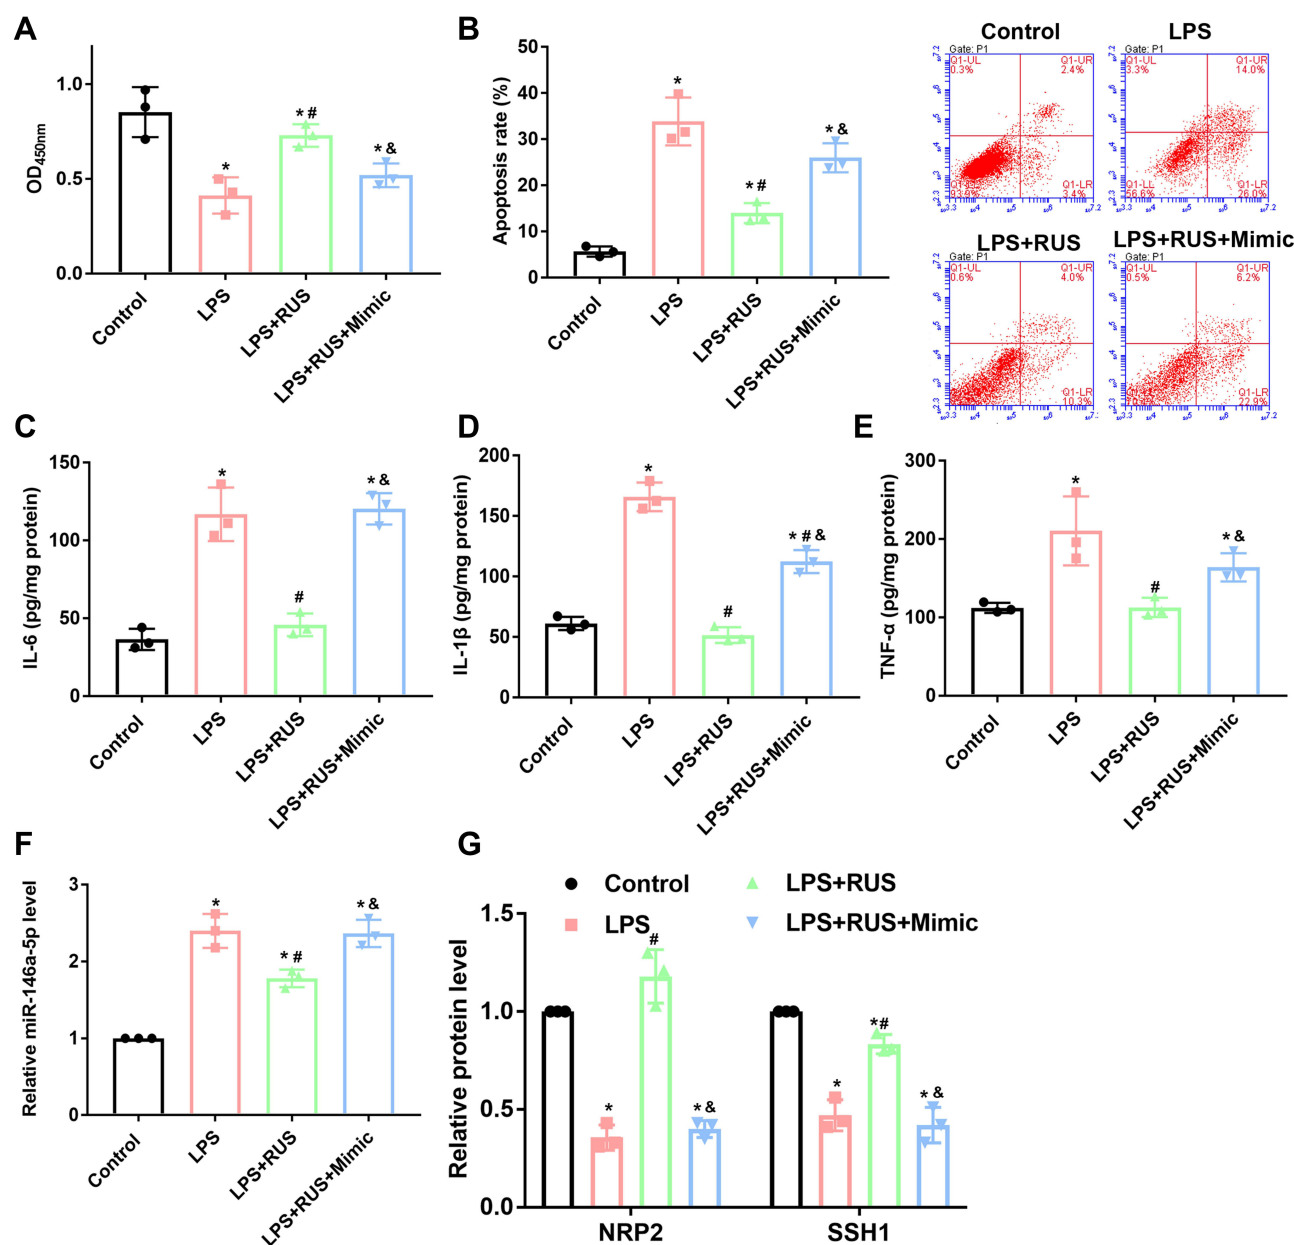 A
OD450nm
1.0
0.5
0.0
*
* #
* &
Control
LPS
LPS+RUS
LPS+RUS+Mimic
B
Apoptosis rate (%)
50
40
30
20
10
0
*
* #
* &
Control
LPS
LPS+RUS
LPS+RUS+Mimic
Control
Gate: P1
Q1-UL
0.3%
Q1-UR
2.4%
93.9%
Q1-LR
3.4%
LPS
Gate: P1
Q1-UL
3.3%
Q1-UR
14.0%
Q1-LL
56.6%
Q1-LR
26.0%
LPS+RUS
Gate: P1
Q1-UL
0.6%
Q1-UR
4.0%
Q1-LR
10.3%
LPS+RUS+Mimic
Gate: P1
Q1-UL
0.5%
Q1-UR
6.2%
Q1-LR
22.9%
C
IL-6 (pg/mg protein)
150
100
50
0
*
#
* &
Control
LPS
LPS+RUS
LPS+RUS+Mimic
D
IL-1β (pg/mg protein)
200
150
100
50
0
*
#
* # &
Control
LPS
LPS+RUS
LPS+RUS+Mimic
E
TNF-α (pg/mg protein)
300
200
100
0
*
#
* &
Control
LPS
LPS+RUS
LPS+RUS+Mimic
F
Relative miR-146a-5p level
3
2
1
0
*
* #
* &
Control
LPS
LPS+RUS
LPS+RUS+Mimic
G
Control
LPS
LPS+RUS
LPS+RUS+Mimic
Relative protein level
1.5
1.0
0.5
0.0
*
#
* &
*
*#
* &
NRP2
SSH1